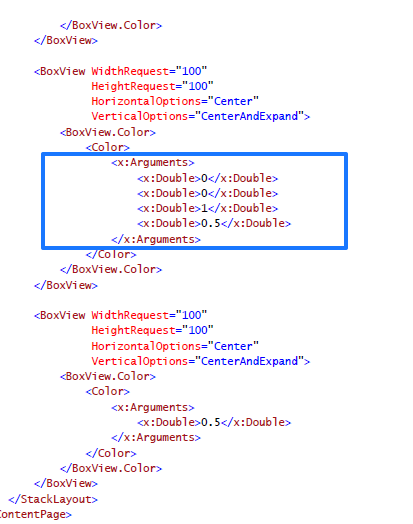 </BoxView.Color>
</BoxView>
<BoxView WidthRequest="100"
HeightRequest="100"
HorizontalOptions="Center"
VerticalOptions="CenterAndExpand">
<BoxView.Color>
<Color>
<x:Arguments>
<x:Double>0</x:Double>
<x:Double>0</x:Double>
<x:Double>1</x:Double>
<x:Double>0.5</x:Double>
</x:Arguments>
</Color>
</BoxView.Color>
</BoxView>
<BoxView WidthRequest="100"
HeightRequest="100"
HorizontalOptions="Center"
VerticalOptions="CenterAndExpand">
<BoxView.Color>
<Color>
<x:Arguments>
<x:Double>0.5</x:Double>
</x:Arguments>
</Color>
</BoxView.Color>
</BoxView>
</StackLayout>
ContentPage>